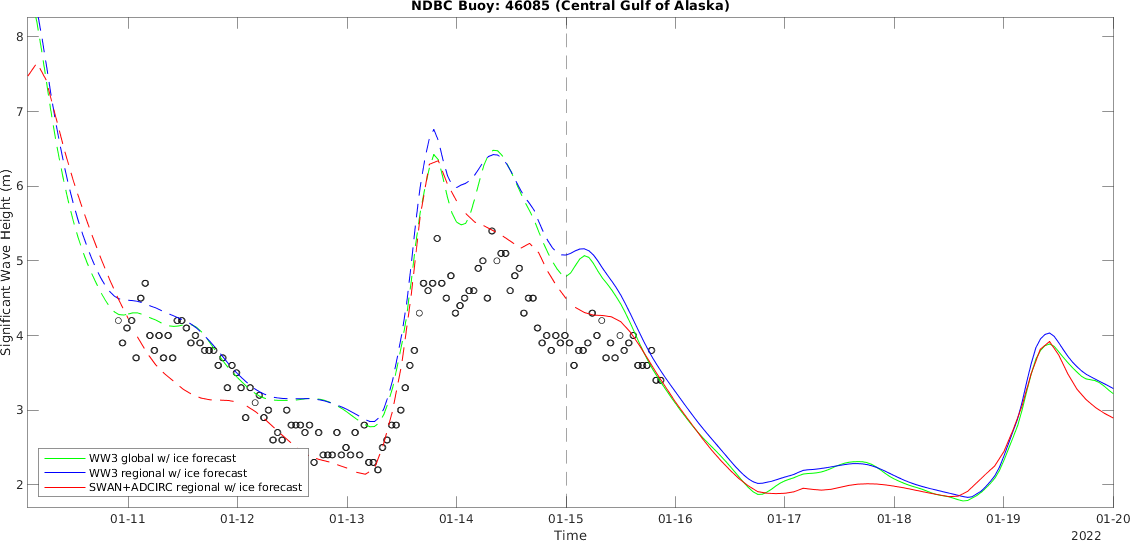 NDBC Buoy: 46085 (Central Gulf of Alaska)
8
7
6
5
4
3
2
Significant Wave Height (m)
WW3 global w/ ice forecast
WW3 regional w/ ice forecast
SWAN+ADCIRC regional w/ ice forecast
01-11 01-12 01-13 01-14 01-15 01-16 01-17 01-18 01-19 01-20
Time
2022